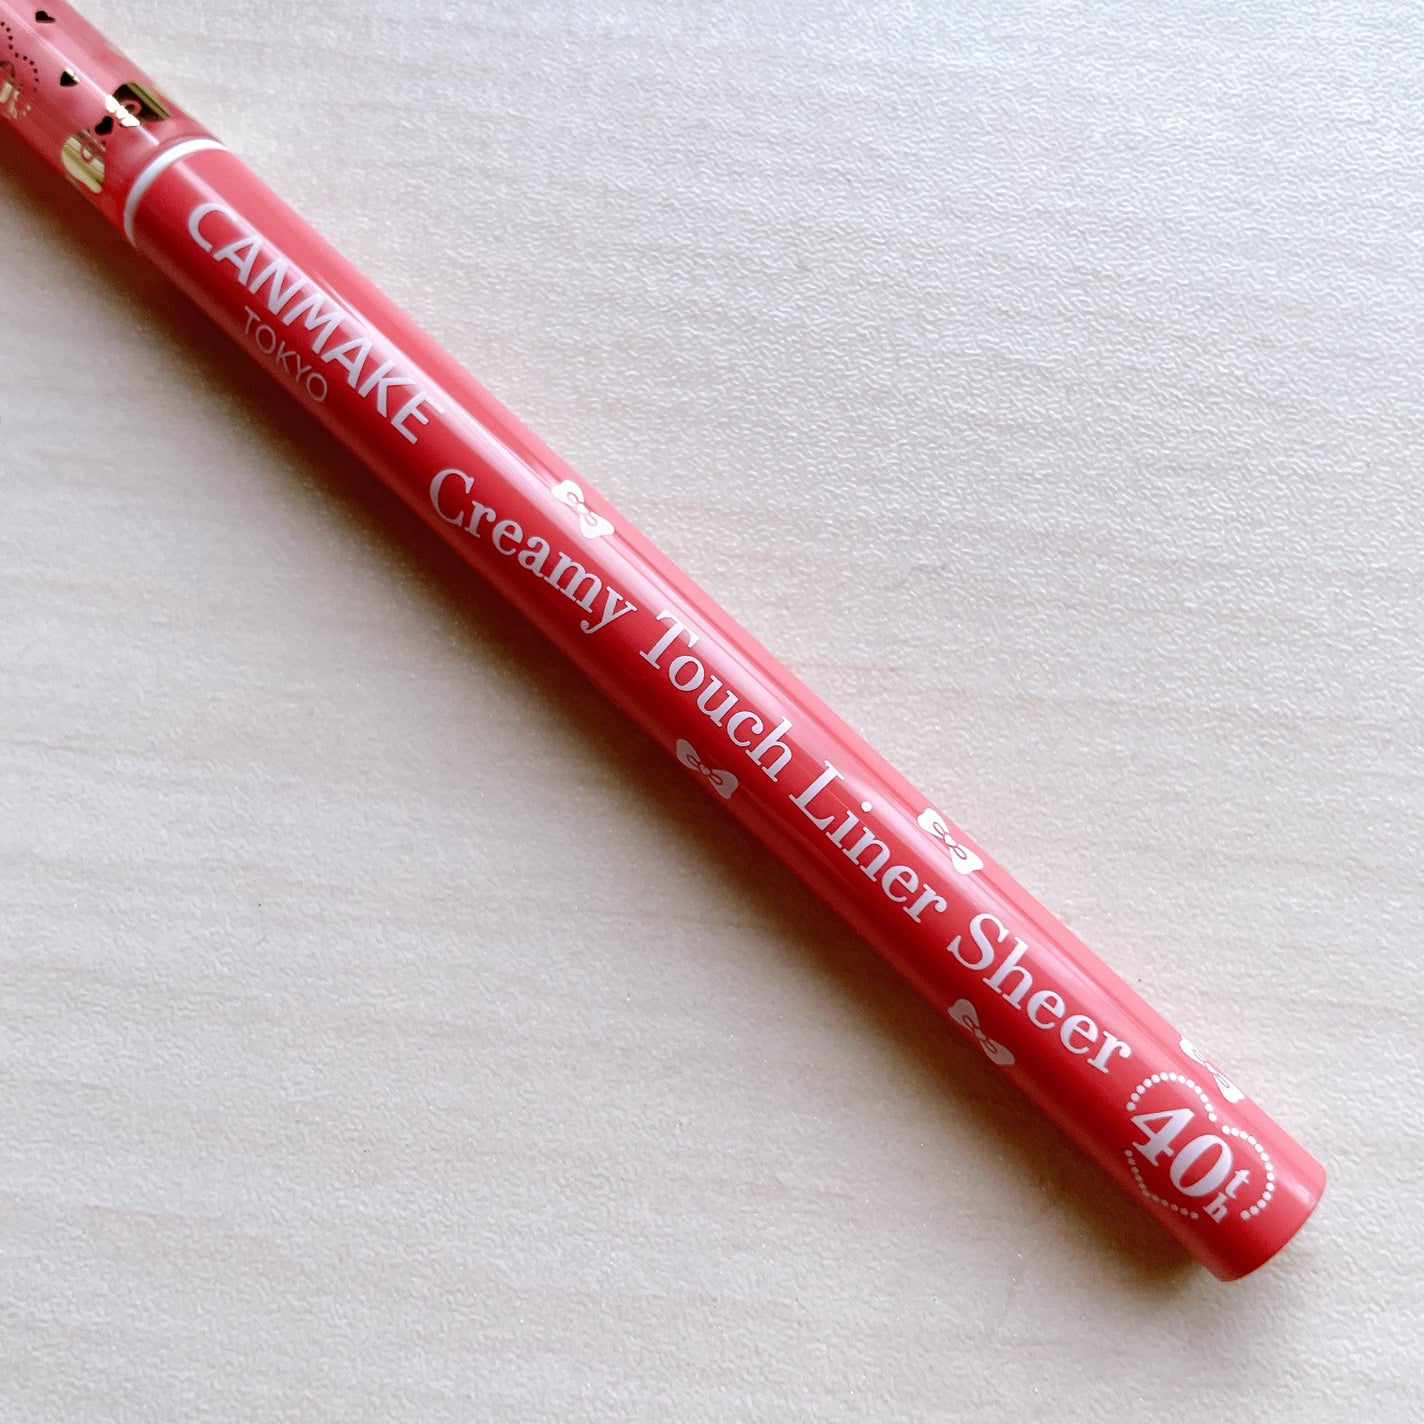 CANMAKE
TOKYO
Creamy Touch Liner Sheer
40th